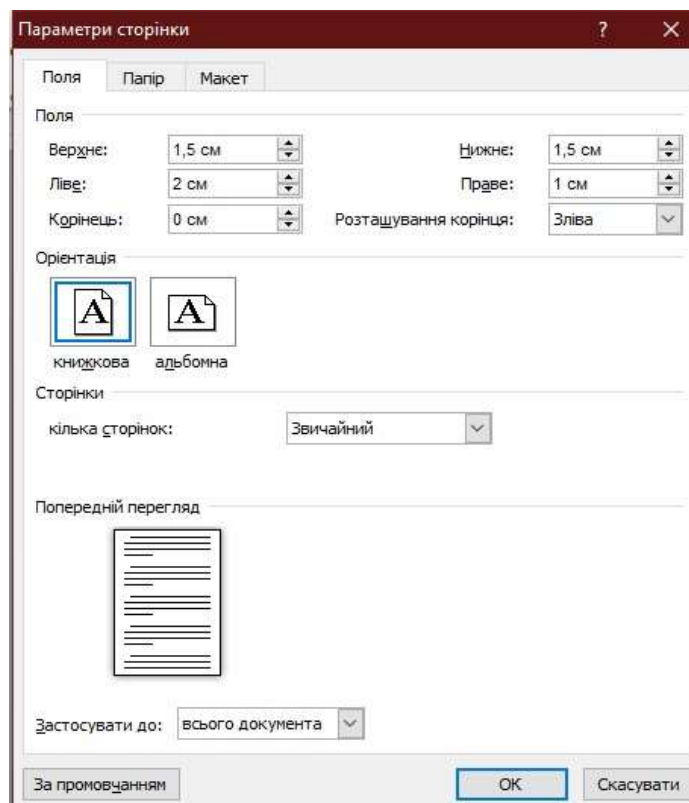 Параметри сторінки ? ×
Поля Папір Макет
Поля
Верхнє: 1,5 см Нижнє: 1,5 см
Ліве: 2 см Праве: 1 см
Корінець: 0 см Розташування корінця: Зліва
Орієнтація
A A
книжкова альбомна
Сторінки
кілька сторінок: Звичайний
Попередній перегляд
Застосувати до: всього документа
За промовчанням ОК Скасувати